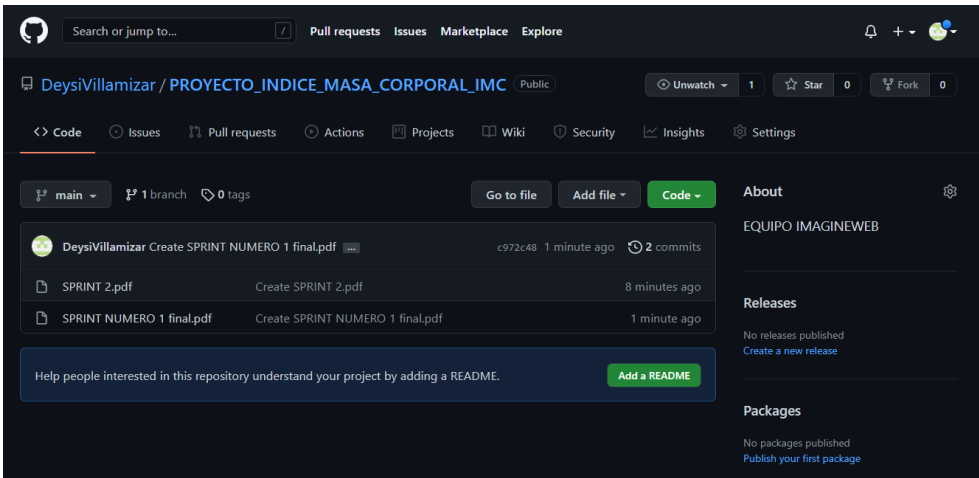 Search or jump to... / Pull requests Issues Marketplace Explore
DeysiVillamizar / PROYECTO_INDICE_MASA_CORPORAL_IMC Public Unwatch 1 Star 0 Fork 0
<> Code Issues Pull requests Actions Projects Wiki Security Insights Settings
main 1 branch 0 tags Go to file Add file Code
DeysiVillamizar Create SPRINT NUMERO 1 final.pdf ... c972c48 1 minute ago 2 commits
SPRINT 2.pdf Create SPRINT 2.pdf 8 minutes ago
SPRINT NUMERO 1 final.pdf Create SPRINT NUMERO 1 final.pdf 1 minute ago
Help people interested in this repository understand your project by adding a README. Add a README
About
EQUIPO IMAGINEWEB
Releases
No releases published
Create a new release
Packages
No packages published
Publish your first package